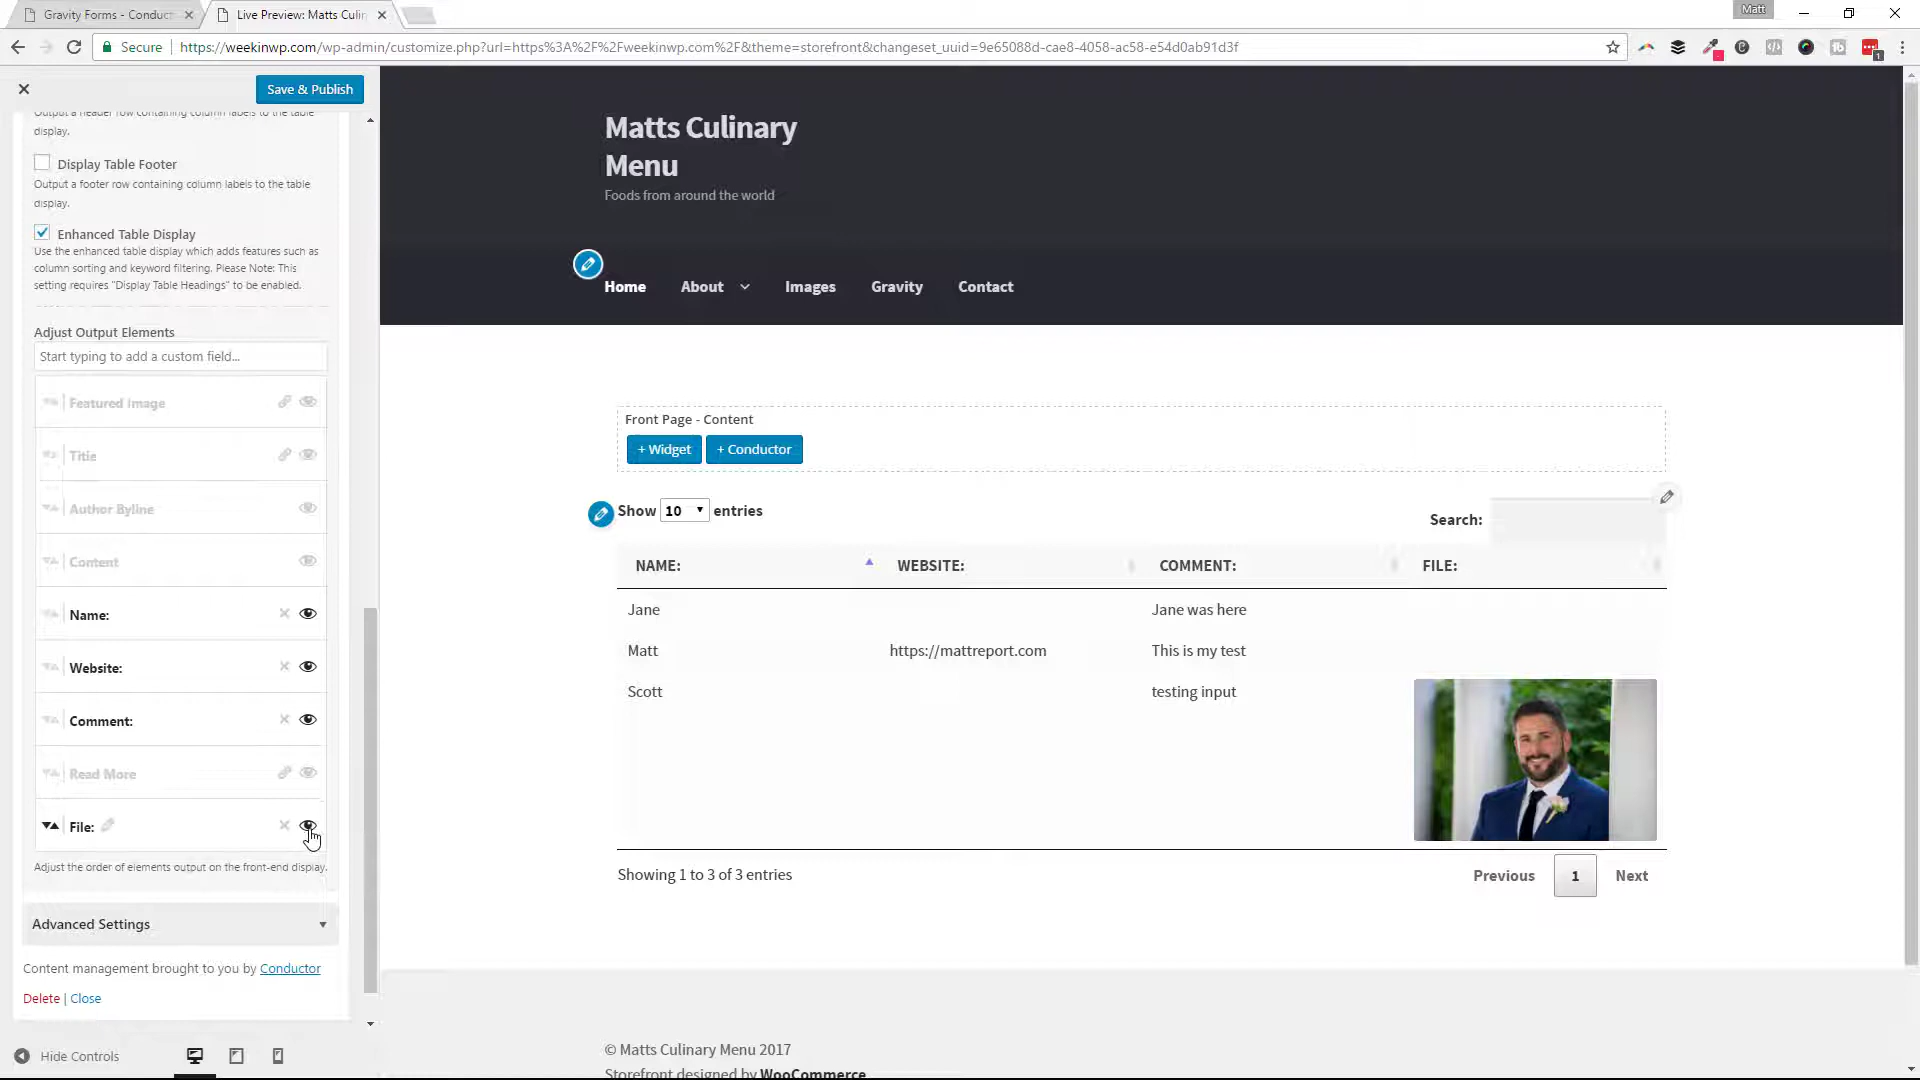 Gravity Forms - Conduct
Live Preview: Matts Culin
Matt
Secure
https://weekinwp.com/wp-admin/customize.php?url=https%3A%2F%2Fweekinwp.com%2F&theme=storefront&changeset_uuid=9e65088d-cae8-4058-ac58-e54d0ab91d3f
Save & Publish
Output a header row containing column labels to the table
display.
Display Table Footer
Output a footer row containing column labels to the table
display.
Enhanced Table Display
Use the enhanced table display which adds features such as
column sorting and keyword filtering. Please Note: This
setting requires "Display Table Headings" to be enabled.
Adjust Output Elements
Start typing to add a custom field...
Featured Image
Title
Author Byline
Content
Name:
Website:
Comment:
Read More
File:
Adjust the order of elements output on the front-end display.
Advanced Settings
Content management brought to you by Conductor
Delete | Close
Hide Controls
Matts Culinary
Menu
Foods from around the world
Home About Images Gravity Contact
Front Page - Content
+ Widget + Conductor
Show 10 entries
Search:
NAME: WEBSITE: COMMENT: FILE:
Jane Jane was here
Matt https://mattreport.com This is my test
Scott testing input
Showing 1 to 3 of 3 entries
Previous 1 Next
© Matts Culinary Menu 2017
Storefront designed by WooCommerce